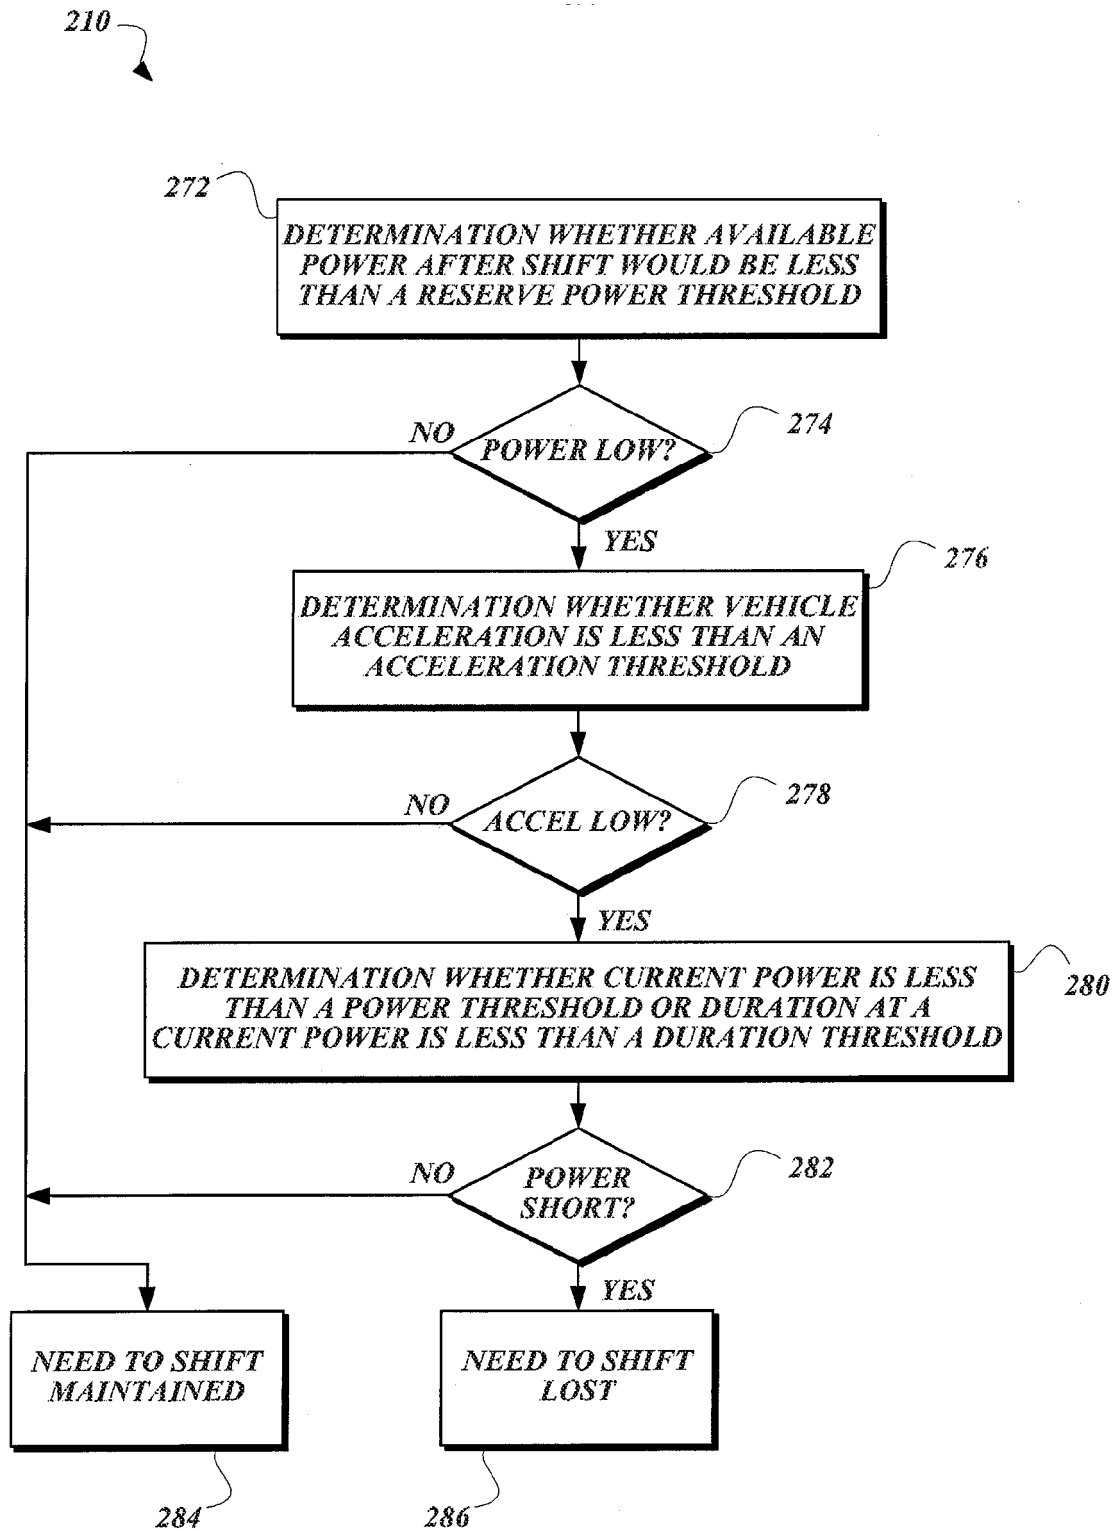 210
272
DETERMINATION WHETHER AVAILABLE
POWER AFTER SHIFT WOULD BE LESS
THAN A RESERVE POWER THRESHOLD
NO
POWER LOW?
274
YES
276
DETERMINATION WHETHER VEHICLE
ACCELERATION IS LESS THAN AN
ACCELERATION THRESHOLD
NO
ACCEL LOW?
278
YES
DETERMINATION WHETHER CURRENT POWER IS LESS
THAN A POWER THRESHOLD OR DURATION AT A
CURRENT POWER IS LESS THAN A DURATION THRESHOLD
280
NO
POWER
SHORT?
282
YES
NEED TO SHIFT
MAINTAINED
NEED TO SHIFT
LOST
284
286